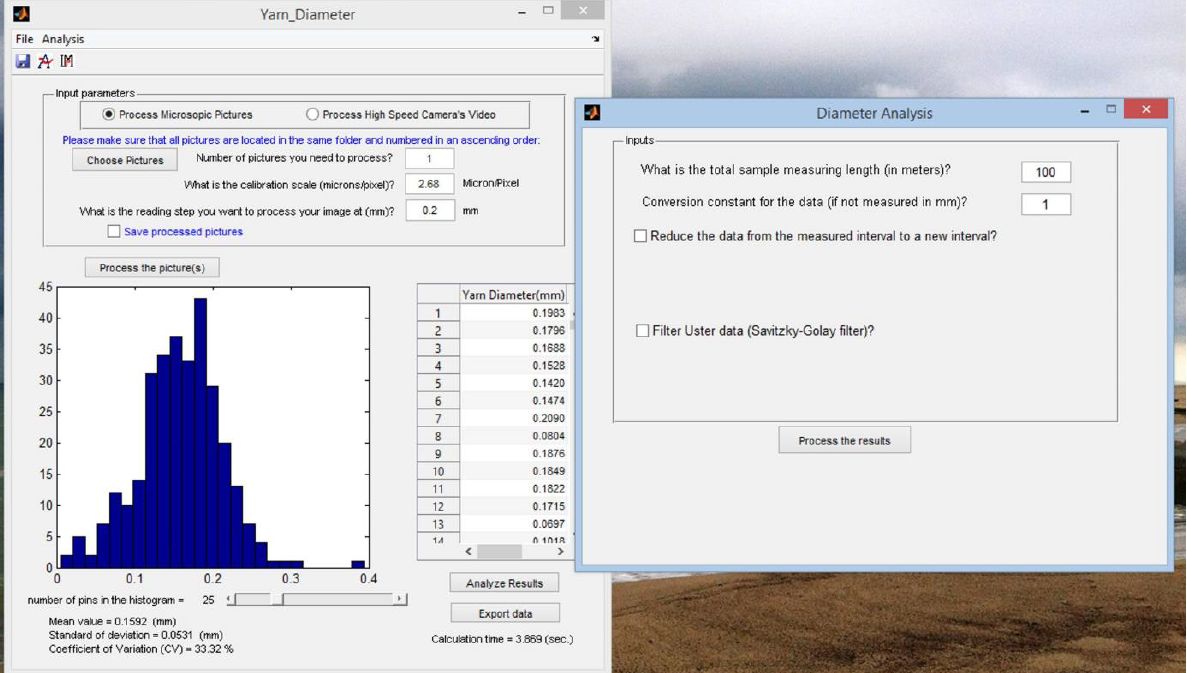 Yarn_Diameter
File Analysis
Input parameters
Process Microsopic Pictures Process High Speed Camera's Video
Please make sure that all pictures are located in the same folder and numbered in an ascending order:
Choose Pictures Number of pictures you need to process? 1
What is the calibration scale (microns/pixel)? 2.68 Micron/Pixel
What is the reading step you want to process your image at (mm)? 0.2 mm
Save processed pictures
Process the picture(s)
45
40
35
30
25
20
15
10
5
0
0 0.1 0.2 0.3 0.4
number of pins in the histogram = 25
Mean value = 0.1592 (mm)
Standard of deviation = 0.0531 (mm)
Coefficient of Variation (CV) = 33.32 %
Yarn Diameter(mm)
1 0.1983
2 0.1796
3 0.1688
4 0.1528
5 0.1420
6 0.1474
7 0.2090
8 0.0804
9 0.1876
10 0.1849
11 0.1822
12 0.1715
13 0.0697
14 0.1018
Analyze Results
Export data
Calculation time = 3.869 (sec.)
Diameter Analysis
Inputs
What is the total sample measuring length (in meters)? 100
Conversion constant for the data (if not measured in mm)? 1
Reduce the data from the measured interval to a new interval?
Filter Uster data (Savitzky-Golay filter)?
Process the results